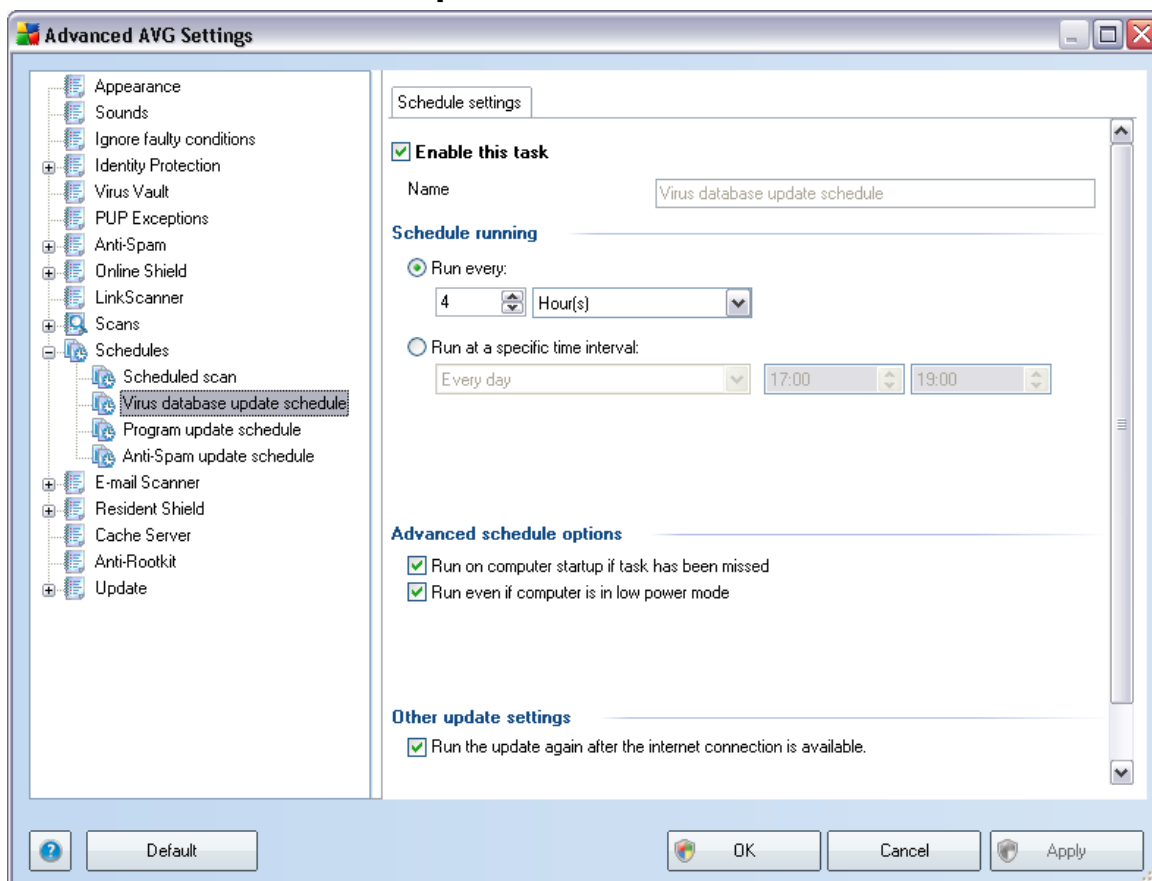 Advanced AVG Settings
Appearance
Sounds
Ignore faulty conditions
Identity Protection
Virus Vault
PUP Exceptions
Anti-Spam
Online Shield
LinkScanner
Scans
Schedules
Scheduled scan
Virus database update schedule
Program update schedule
Anti-Spam update schedule
E-mail Scanner
Resident Shield
Cache Server
Anti-Rootkit
Update
Schedule settings
Enable this task
Name Virus database update schedule
Schedule running
Run every:
4 Hour(s)
Run at a specific time interval:
Every day 17:00 19:00
Advanced schedule options
Run on computer startup if task has been missed
Run even if computer is in low power mode
Other update settings
Run the update again after the internet connection is available.
Default OK Cancel Apply